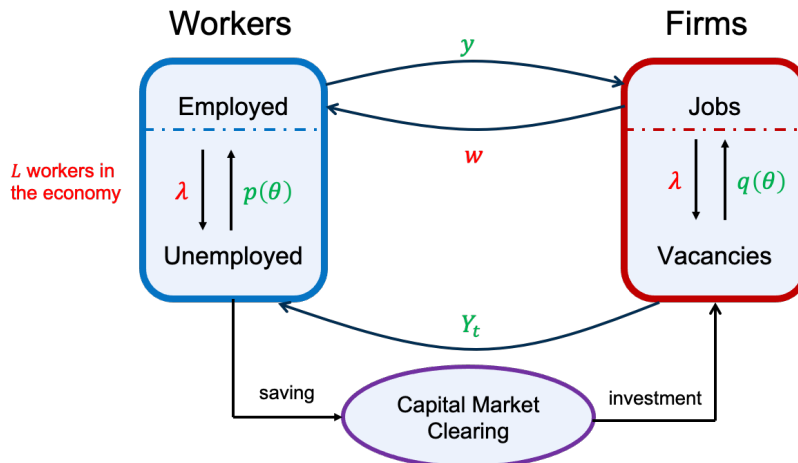 Workers
Firms
y
Employed
Jobs
w
L workers in
the economy
λ
p(θ)
λ
q(θ)
Unemployed
Vacancies
Y_t
saving
investment
Capital Market
Clearing